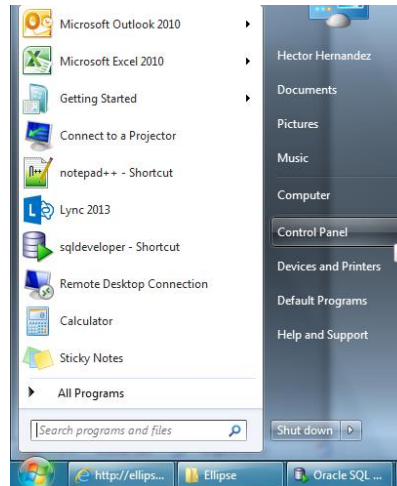 Microsoft Outlook 2010
Microsoft Excel 2010
Getting Started
Connect to a Projector
notepad++ - Shortcut
Lync 2013
sqldeveloper - Shortcut
Remote Desktop Connection
Calculator
Sticky Notes
All Programs
Search programs and files
Hector Hernandez
Documents
Pictures
Music
Computer
Control Panel
Devices and Printers
Default Programs
Help and Support
Shut down
http://ellips...
Ellipse
Oracle SQL ...